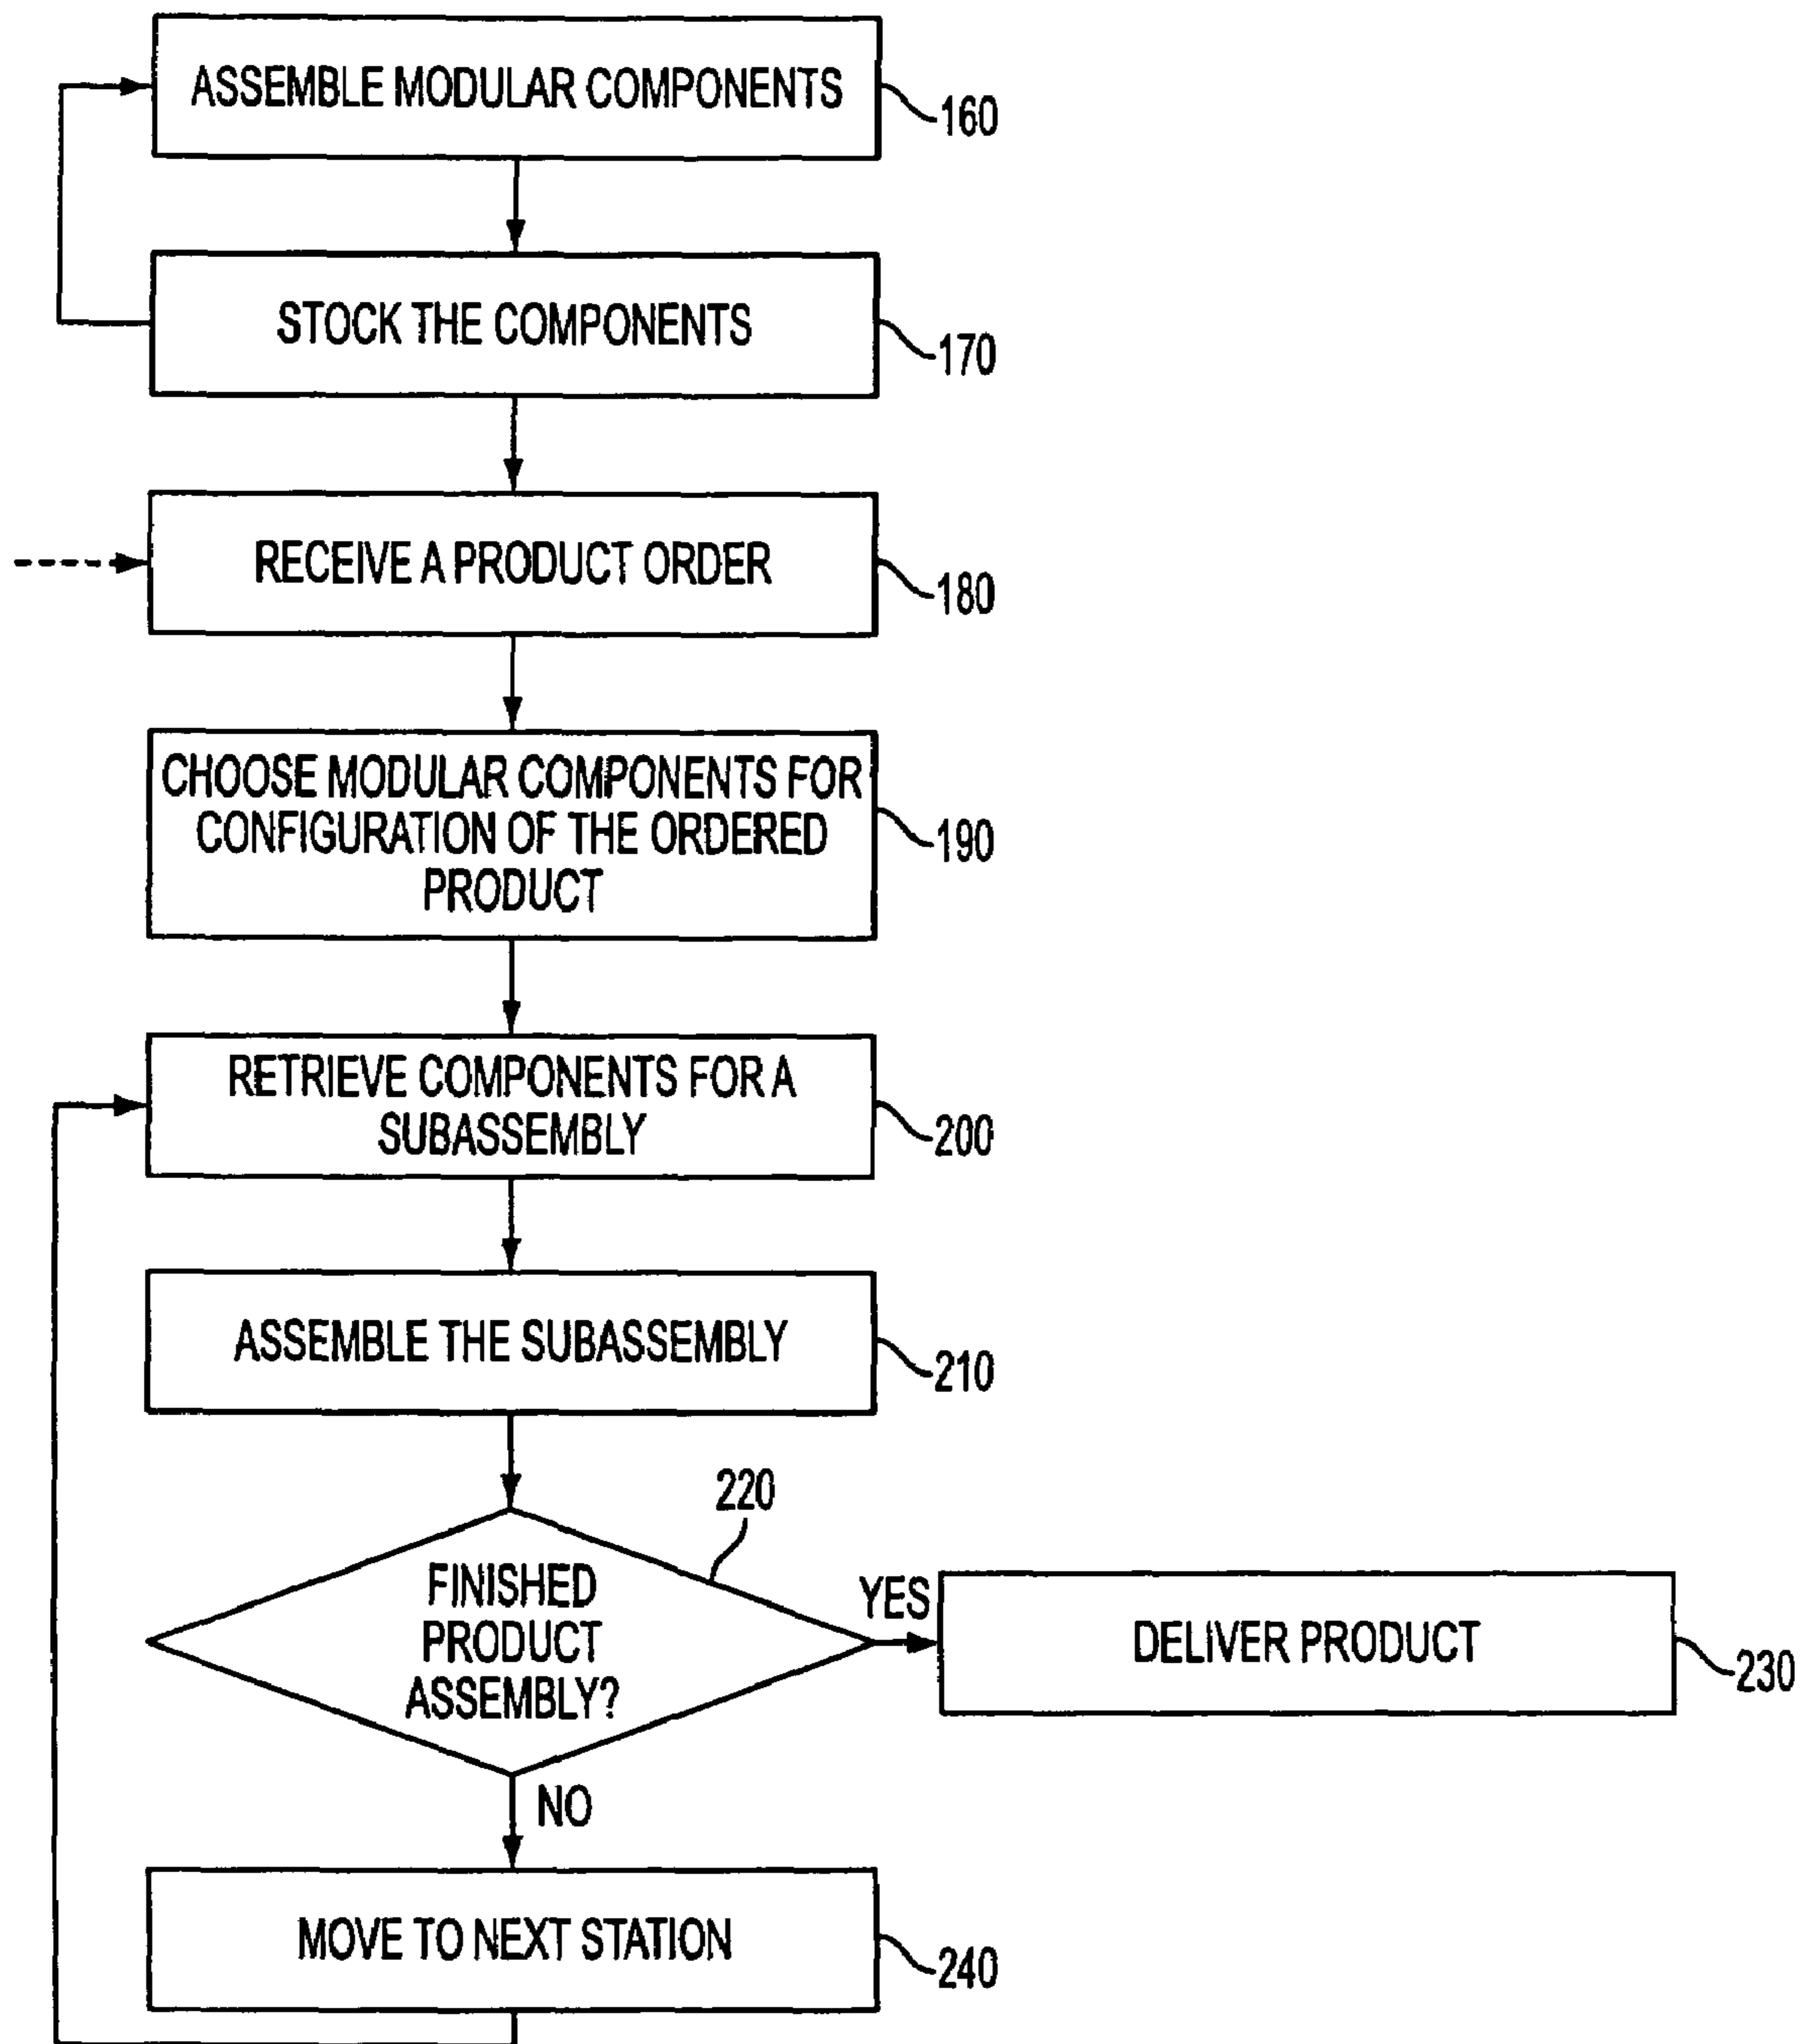 ASSEMBLE MODULAR COMPONENTS
160
STOCK THE COMPONENTS
170
RECEIVE A PRODUCT ORDER
180
CHOOSE MODULAR COMPONENTS FOR
CONFIGURATION OF THE ORDERED
PRODUCT
190
RETRIEVE COMPONENTS FOR A
SUBASSEMBLY
200
ASSEMBLE THE SUBASSEMBLY
210
220
FINISHED
PRODUCT
ASSEMBLY?
YES
DELIVER PRODUCT
230
NO
MOVE TO NEXT STATION
240